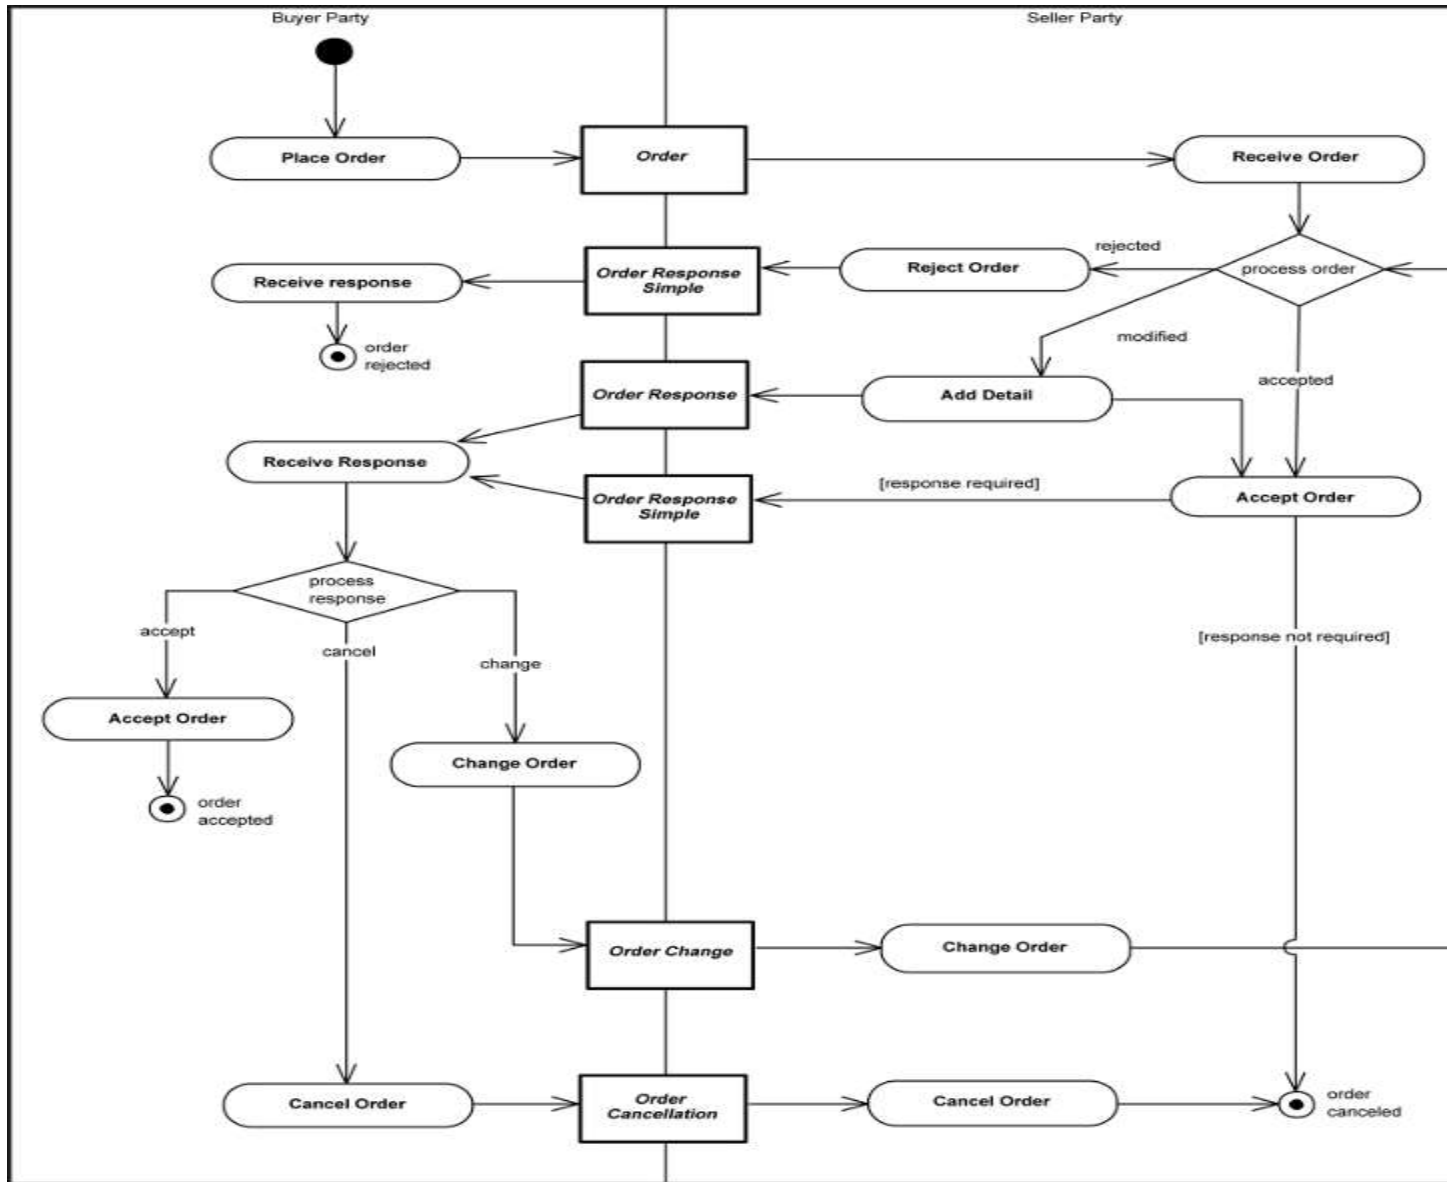 Buyer Party
Seller Party
Place Order
Order
Receive Order
rejected
Order Response
Simple
Reject Order
process order
Receive response
order
rejected
modified
accepted
Order Response
Add Detail
Receive Response
[response required]
Order Response
Simple
Accept Order
process
response
accept
cancel
change
[response not required]
Accept Order
Change Order
order
accepted
Order Change
Change Order
Cancel Order
Order
Cancellation
Cancel Order
order
canceled